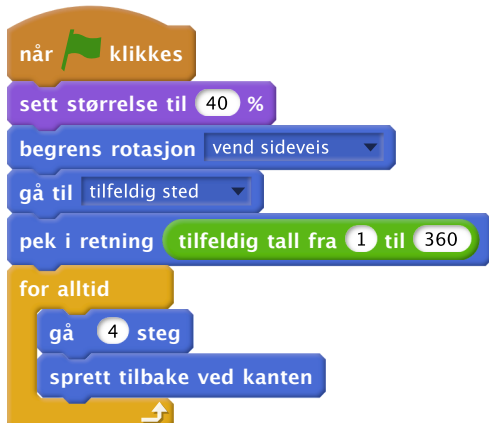 når klikkes
sett størrelse til 40 %
begrens rotasjon vend sideveis
gå til tilfeldig sted
pek i retning tilfeldig tall fra 1 til 360
for alltid
gå 4 steg
sprett tilbake ved kanten